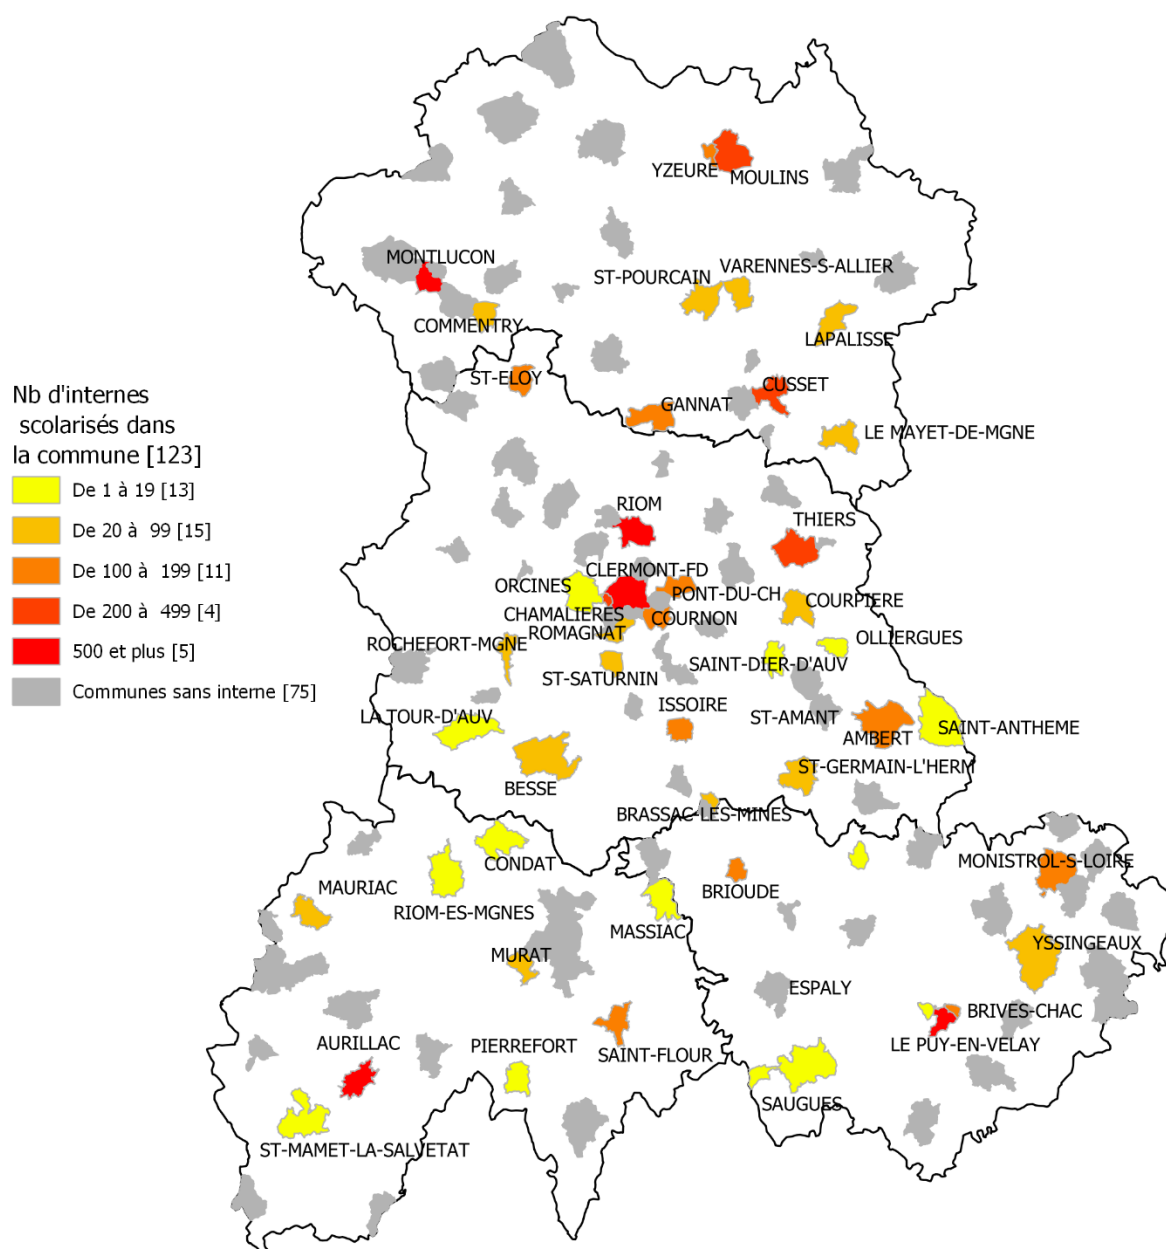 YZEURE
MOULINS
MONTLUCON
ST-POURCAIN
VARENNES-S-ALLIER
COMMENTRY
LAPALISSE
ST-ELOY
CUSSET
GANNAT
LE MAYET-DE-MGNE
Nb d'internes
scolarisés dans
la commune [123]
De 1 à 19 [13]
De 20 à 99 [15]
De 100 à 199 [11]
De 200 à 499 [4]
500 et plus [5]
Communes sans interne [75]
RIOM
THIERS
CLERMONT-FD
ORCINES
PONT-DU-CH
COURPIERE
CHAMALIERES
COURNON
ROMAGNAT
OLLIERGUES
ROCHEFORT-MGNE
SAINT-DIER-D'AUV
ST-SATURNIN
ISSOIRE
LA TOUR-D'AUV
ST-AMANT
SAINT-ANTHEME
AMBERT
ST-GERMAIN-L'HERM
BESSE
BRASSAC-LES-MINES
CONDAT
MONISTROL-S-LOIRE
MAURIAC
BRIOUDE
RIOM-ES-MGNES
MASSIAC
YSSINGEAUX
MURAT
ESPALY
BRIVES-CHAC
AURILLAC
PIERREFORT
SAINT-FLOUR
LE PUY-EN-VELAY
SAUGUES
ST-MAMET-LA-SALVETAT